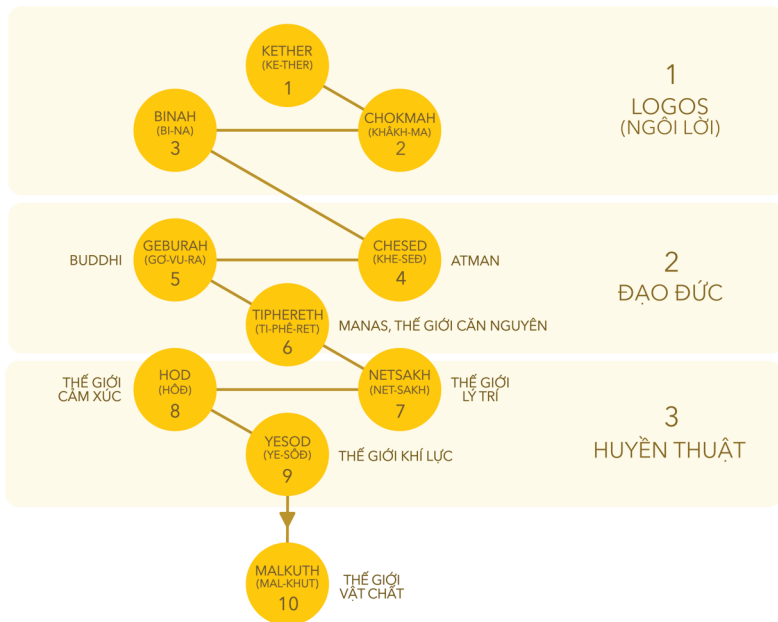 KETHER
(KE-THER)
1
BINAH
(BI-NA)
3
CHOKMAH
(KHÂKH-MA)
2
1
LOGOS
(NGÔI LỜI)
BUDDHI
GEBURAH
(GƠ-VU-RA)
5
CHESED
(KHE-SEĐ)
4
ATMAN
TIPHERETH
(TI-PHÊ-RET)
6
MANAS, THẾ GIỚI CĂN NGUYÊN
2
ĐẠO ĐỨC
THẾ GIỚI
CẢM XÚC
HOD
(HÔĐ)
8
NETSAKH
(NET-SAKH)
7
THẾ GIỚI
LÝ TRÍ
YESOD
(YE-SÔĐ)
9
THẾ GIỚI KHÍ LỰC
3
HUYỀN THUẬT
MALKUTH
(MAL-KHUT)
10
THẾ GIỚI
VẬT CHẤT